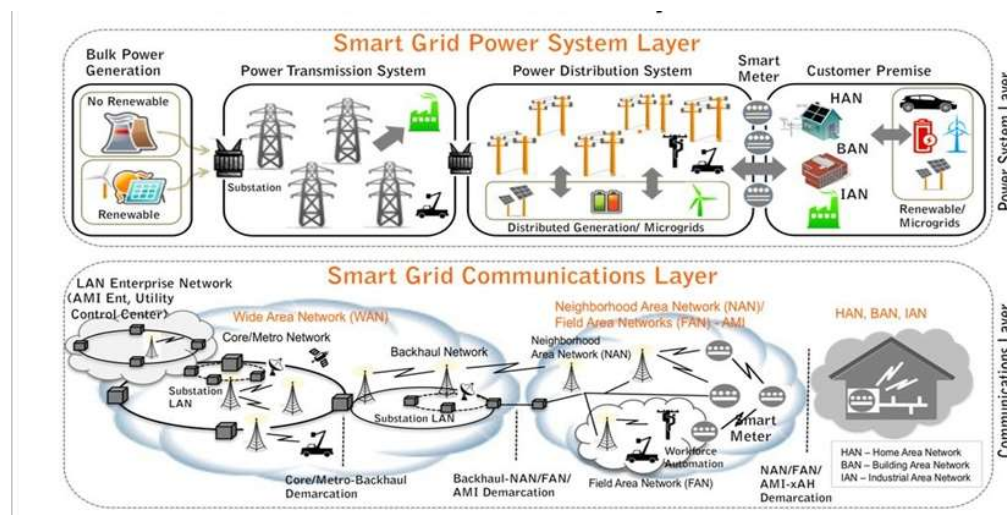 Smart Grid Power System Layer
Bulk Power
Generation
Power Transmission System
Power Distribution System
Smart
Meter
Customer Premise
No Renewable
Renewable
Substation
Distributed Generation/ Microgrids
HAN
BAN
IAN
Renewable/
Microgrids
Power System Layer
Smart Grid Communications Layer
LAN Enterprise Network
(AMI Ent, Utility
Control Center)
Wide Area Network (WAN)
Core/Metro Network
Backhaul Network
Substation
LAN
Substation LAN
Core/Metro-Backhaul
Demarcation
Neighborhood Area Network (NAN)/
Field Area Networks (FAN) - AMI
Neighborhood
Area Network (NAN)
Smart
Meter
Workforce
Automation
Field Area Network (FAN)
Backhaul-NAN/FAN/
AMI Demarcation
NAN/FAN/
AMI-xAH
Demarcation
HAN, BAN, IAN
HAN – Home Area Network
BAN – Building Area Network
IAN – Industrial Area Network
Communications Layer